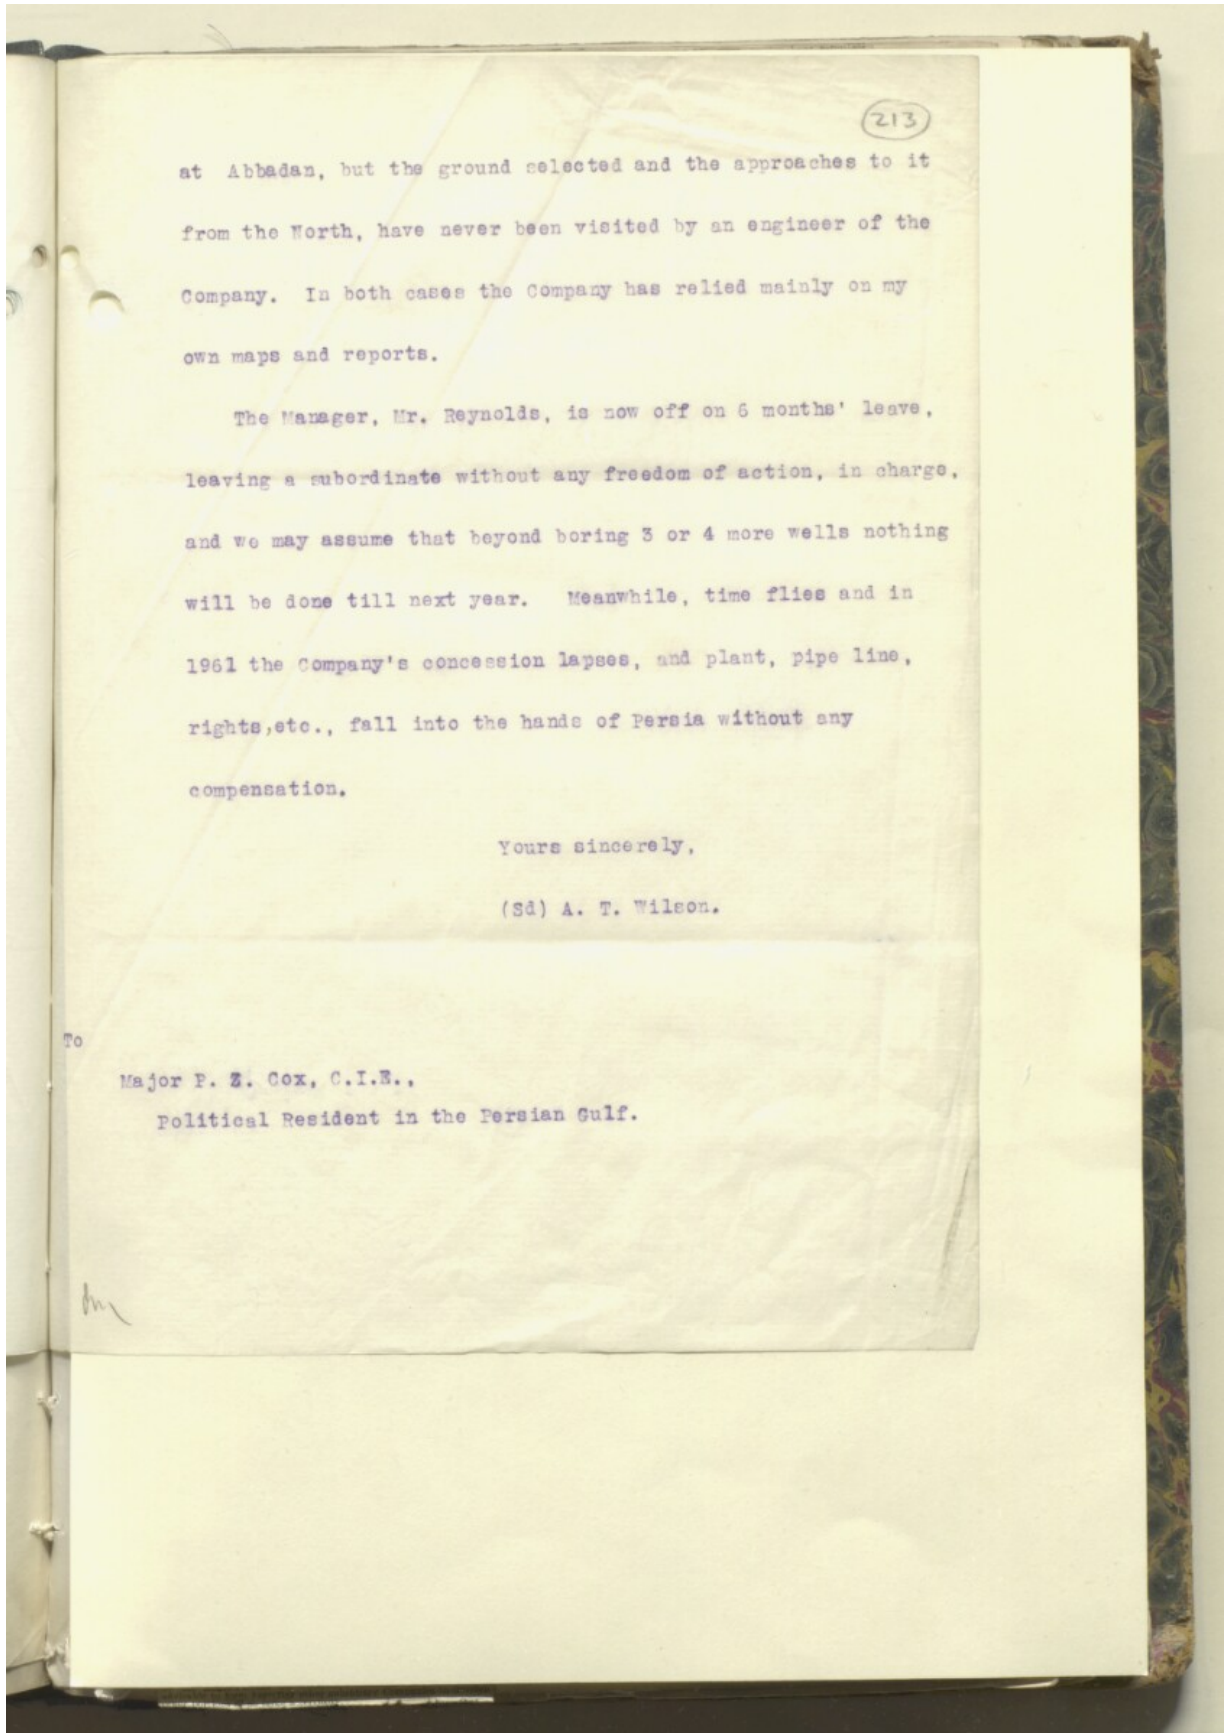 213
at Abbadan, but the ground selected and the approaches to it
from the North, have never been visited by an engineer of the
Company. In both cases the Company has relied mainly on my
own maps and reports.
The Manager, Mr. Reynolds, is now off on 6 months' leave,
leaving a subordinate without any freedom of action, in charge,
and we may assume that beyond boring 3 or 4 more wells nothing
will be done till next year. Meanwhile, time flies and in
1961 the Company's concession lapses, and plant, pipe line,
rights,etc., fall into the hands of Persia without any
compensation.
Yours sincerely,
(Sd) A. T. Wilson.
To
Major P. Z. Cox, C.I.E.,
Political Resident in the Persian Gulf.